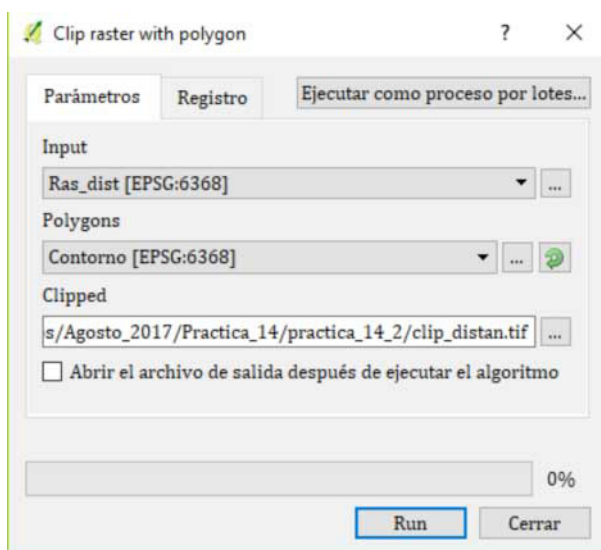 Clip raster with polygon ?
Parámetros Registro Ejecutar como proceso por lotes...
Input
Ras_dist [EPSG:6368] ...
Polygons
Contorno [EPSG:6368] ...
Clipped
s/Agosto_2017/Practica_14/practica_14_2/clip_distan.tif ...
Abrir el archivo de salida después de ejecutar el algoritmo
0%
Run Cerrar